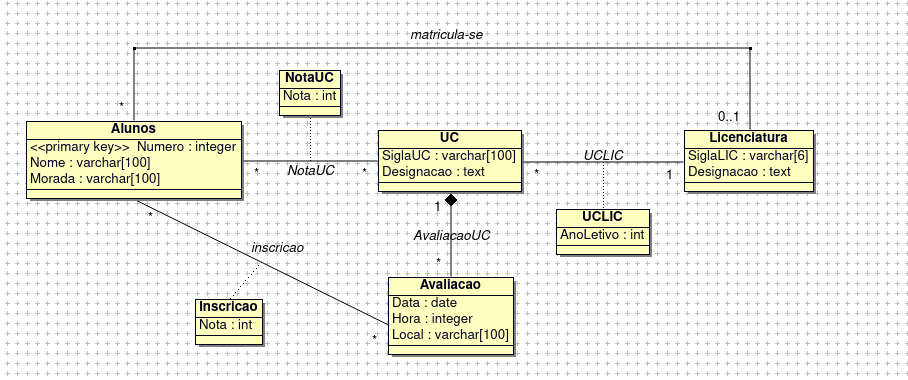 matricula-se
*
0..1
NotaUC
Nota : int
Alunos
<<primary key>> Numero : integer
Nome : varchar[100]
Morada : varchar[100]
*
NotaUC
*
UC
SiglaUC : varchar[100]
Designacao : text
*
UCLIC
1
Licenciatura
SiglaLIC : varchar[6]
Designacao : text
UCLIC
AnoLetivo : int
1
AvaliacaoUC
*
*
inscricao
*
Inscricao
Nota : int
Avaliacao
Data : date
Hora : integer
Local : varchar[100]